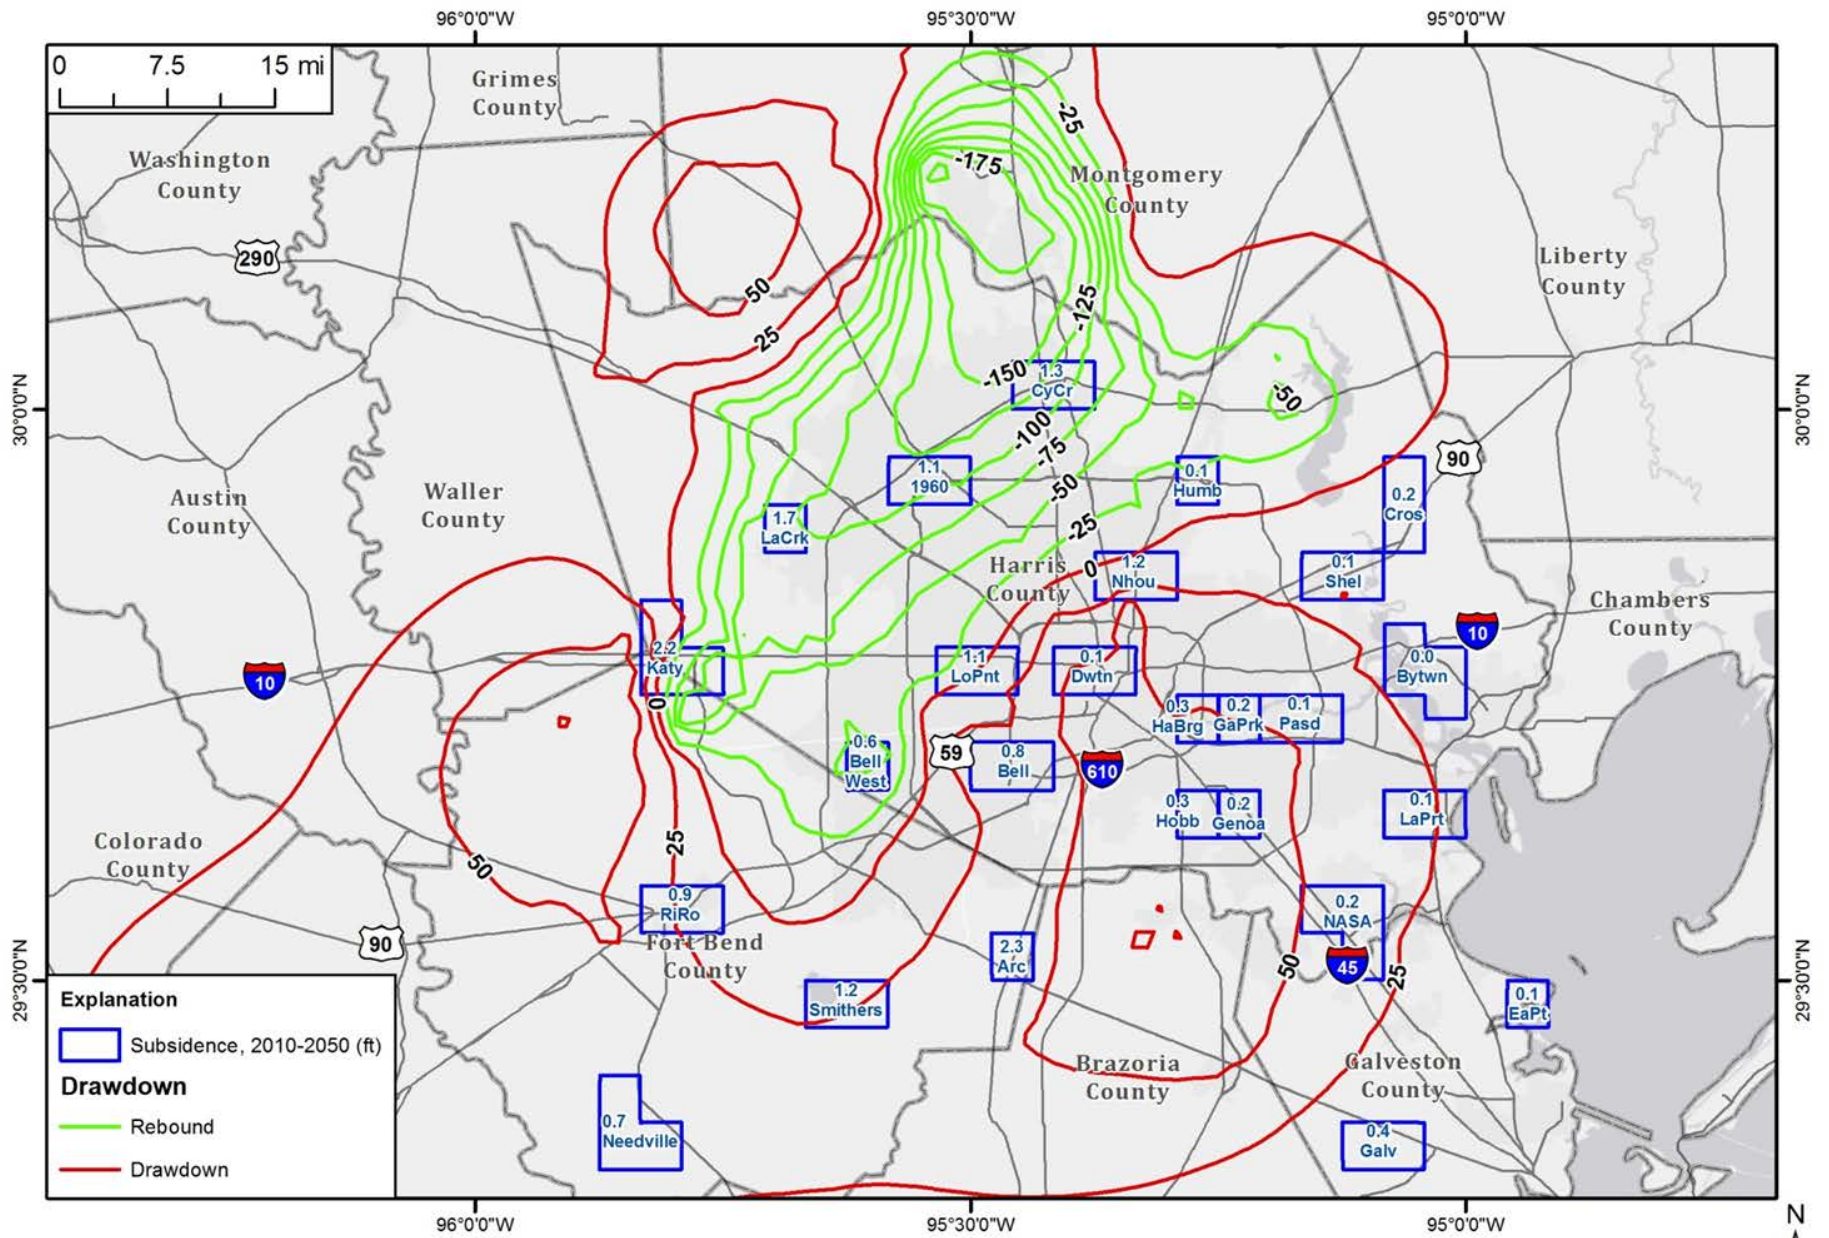 96°0'0"W
95°30'0"W
95°0'0"W
0
7.5
15 mi
Grimes
County
-25
-175
Washington
County
Montgomery
County
290
Liberty
County
50
-125
25
-150
1.3
CyCr
-50
30°0'0"N
30°0'0"N
-100
-75
90
1.1
1960
0.1
Humb
-50
0.2
Cros
Austin
County
Waller
County
1.7
LaCrk
-25
Harris
County
0
1.2
Nhou
0.1
Shel
Chambers
County
10
2.2
Katy
1.1
LoPnt
0.1
Dwtn
0.0
Bytwn
10
0
0.3
HaBrg
0.2
GaPrk
0.1
Pasd
0.6
Bell
West
59
0.8
Bell
610
0.3
Hobb
0.2
Genoa
0.1
LaPrt
Colorado
County
50
25
0.9
RiRo
0.2
NASA
90
Fort Bend
County
2.3
Arc
50
45
25
29°30'0"N
29°30'0"N
1.2
Smithers
0.1
EaPt
Brazoria
County
Galveston
County
0.7
Needville
0.4
Galv
Explanation
Subsidence, 2010-2050 (ft)
Drawdown
Rebound
Drawdown
96°0'0"W
95°30'0"W
95°0'0"W
N